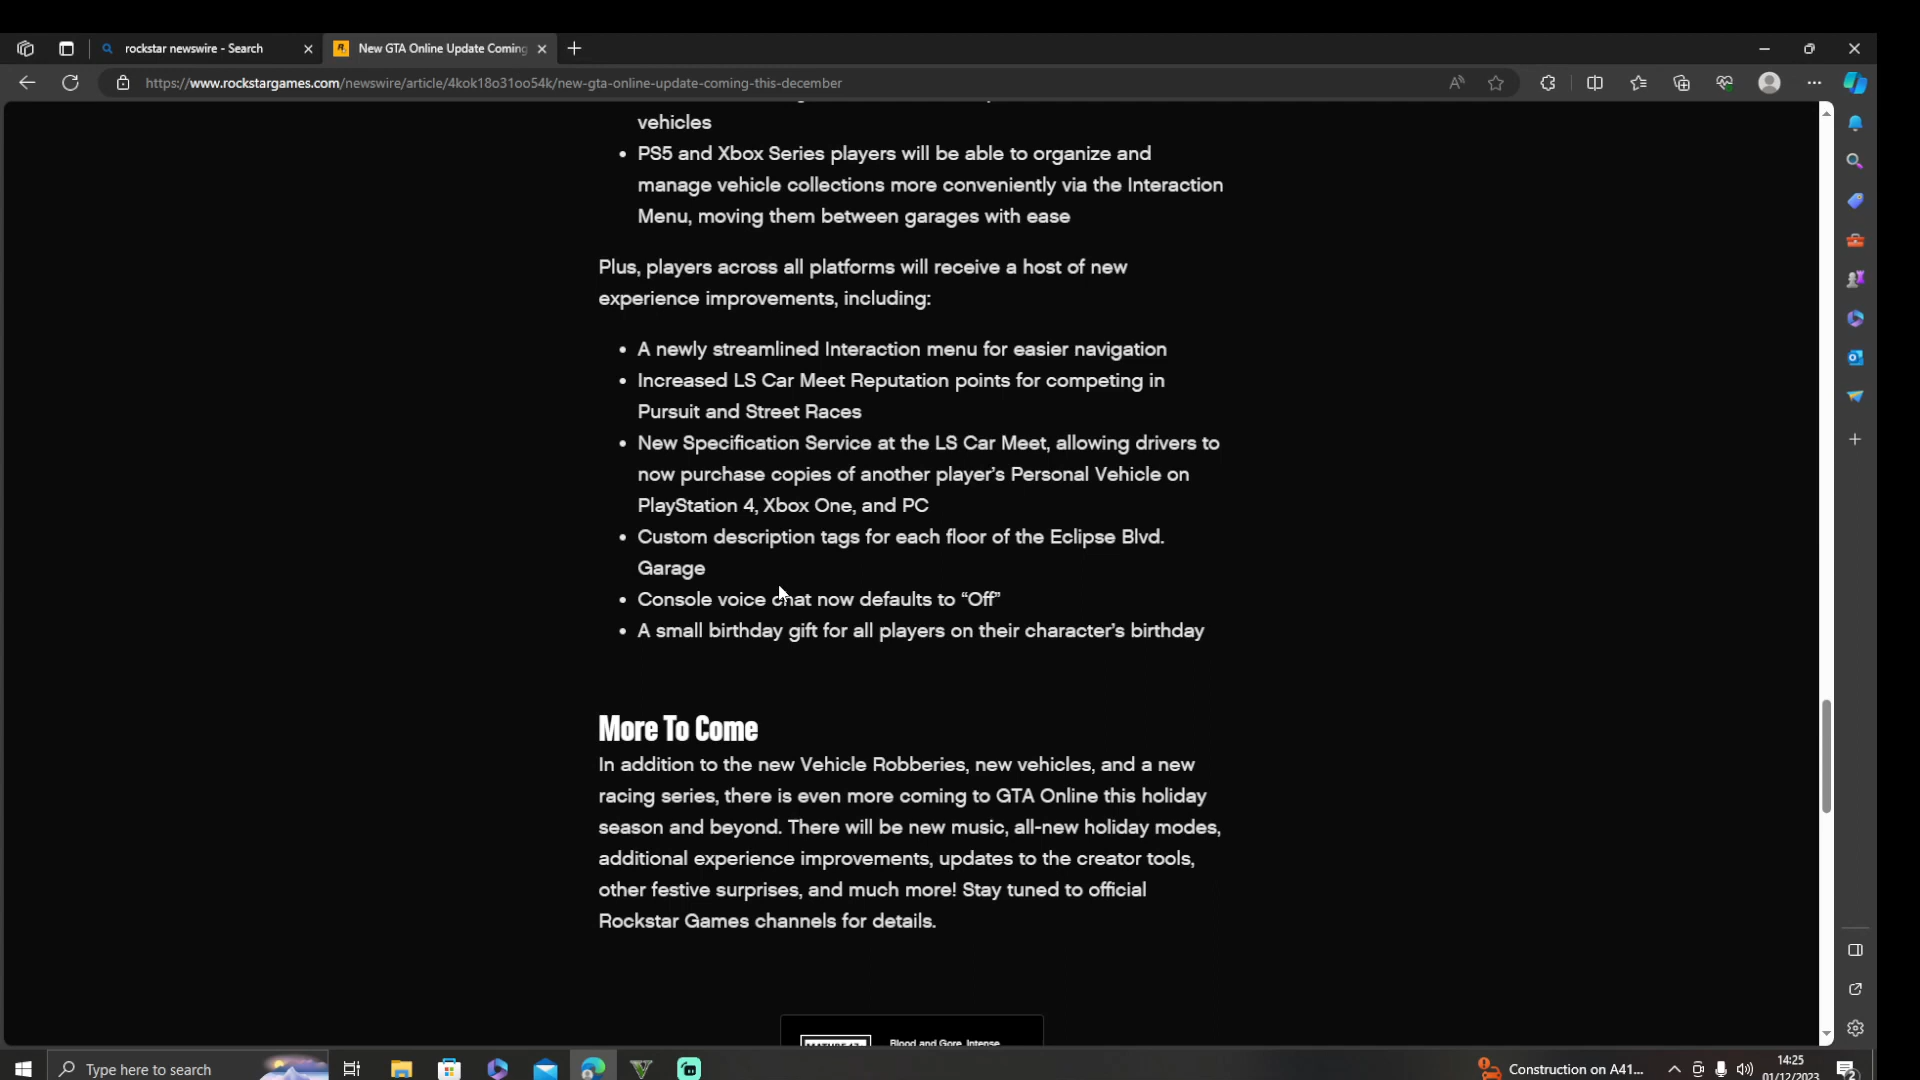 rockstar newswire - Search
New GTA Online Update Coming
https://www.rockstargames.com/newswire/article/4kok18o31oo54k/new-gta-online-update-coming-this-december
vehicles
• PS5 and Xbox Series players will be able to organize and
manage vehicle collections more conveniently via the Interaction
Menu, moving them between garages with ease
Plus, players across all platforms will receive a host of new
experience improvements, including:
• A newly streamlined Interaction menu for easier navigation
• Increased LS Car Meet Reputation points for competing in
Pursuit and Street Races
• New Specification Service at the LS Car Meet, allowing drivers to
now purchase copies of another player’s Personal Vehicle on
PlayStation 4, Xbox One, and PC
• Custom description tags for each floor of the Eclipse Blvd.
Garage
• Console voice chat now defaults to “Off”
• A small birthday gift for all players on their character’s birthday
More To Come
In addition to the new Vehicle Robberies, new vehicles, and a new
racing series, there is even more coming to GTA Online this holiday
season and beyond. There will be new music, all-new holiday modes,
additional experience improvements, updates to the creator tools,
other festive surprises, and much more! Stay tuned to official
Rockstar Games channels for details.
Blood and Gore, Intense
Type here to search
Construction on A41...
14:25
01/12/2023
2